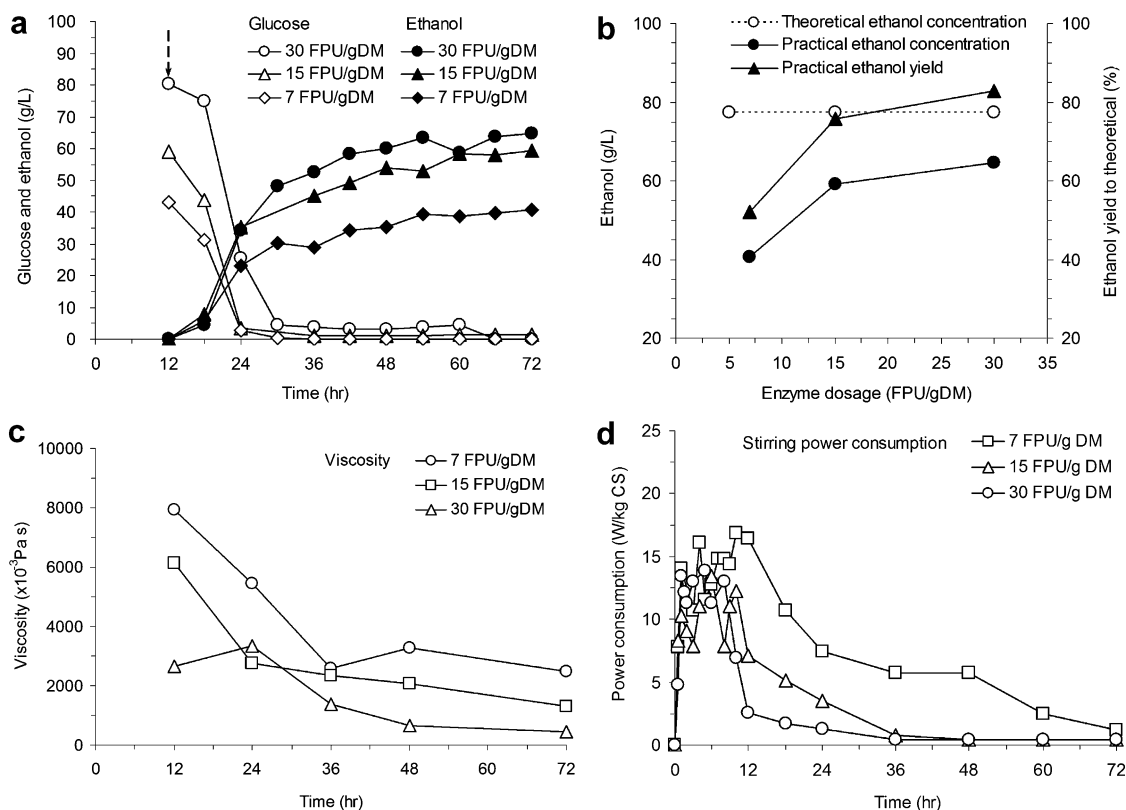 a
Glucose Ethanol
30 FPU/gDM 30 FPU/gDM
15 FPU/gDM 15 FPU/gDM
7 FPU/gDM 7 FPU/gDM
100
90
80
70
60
50
40
30
20
10
0
Glucose and ethanol (g/L)
0 12 24 36 48 60 72
Time (hr)
b
Theoretical ethanol concentration
Practical ethanol concentration
Practical ethanol yield
100
80
60
40
20
Ethanol (g/L)
100
80
60
40
20
Ethanol yield to theoretical (%)
0 5 10 15 20 25 30 35
Enzyme dosage (FPU/gDM)
c
Viscosity
7 FPU/gDM
15 FPU/gDM
30 FPU/gDM
10000
8000
6000
4000
2000
0
Viscosity (x10⁻³Pa s)
0 12 24 36 48 60 72
Time (hr)
d
Stirring power consumption
7 FPU/g DM
15 FPU/g DM
30 FPU/g DM
25
20
15
10
5
0
Power consumption (W/kg CS)
0 12 24 36 48 60 72
Time (hr)